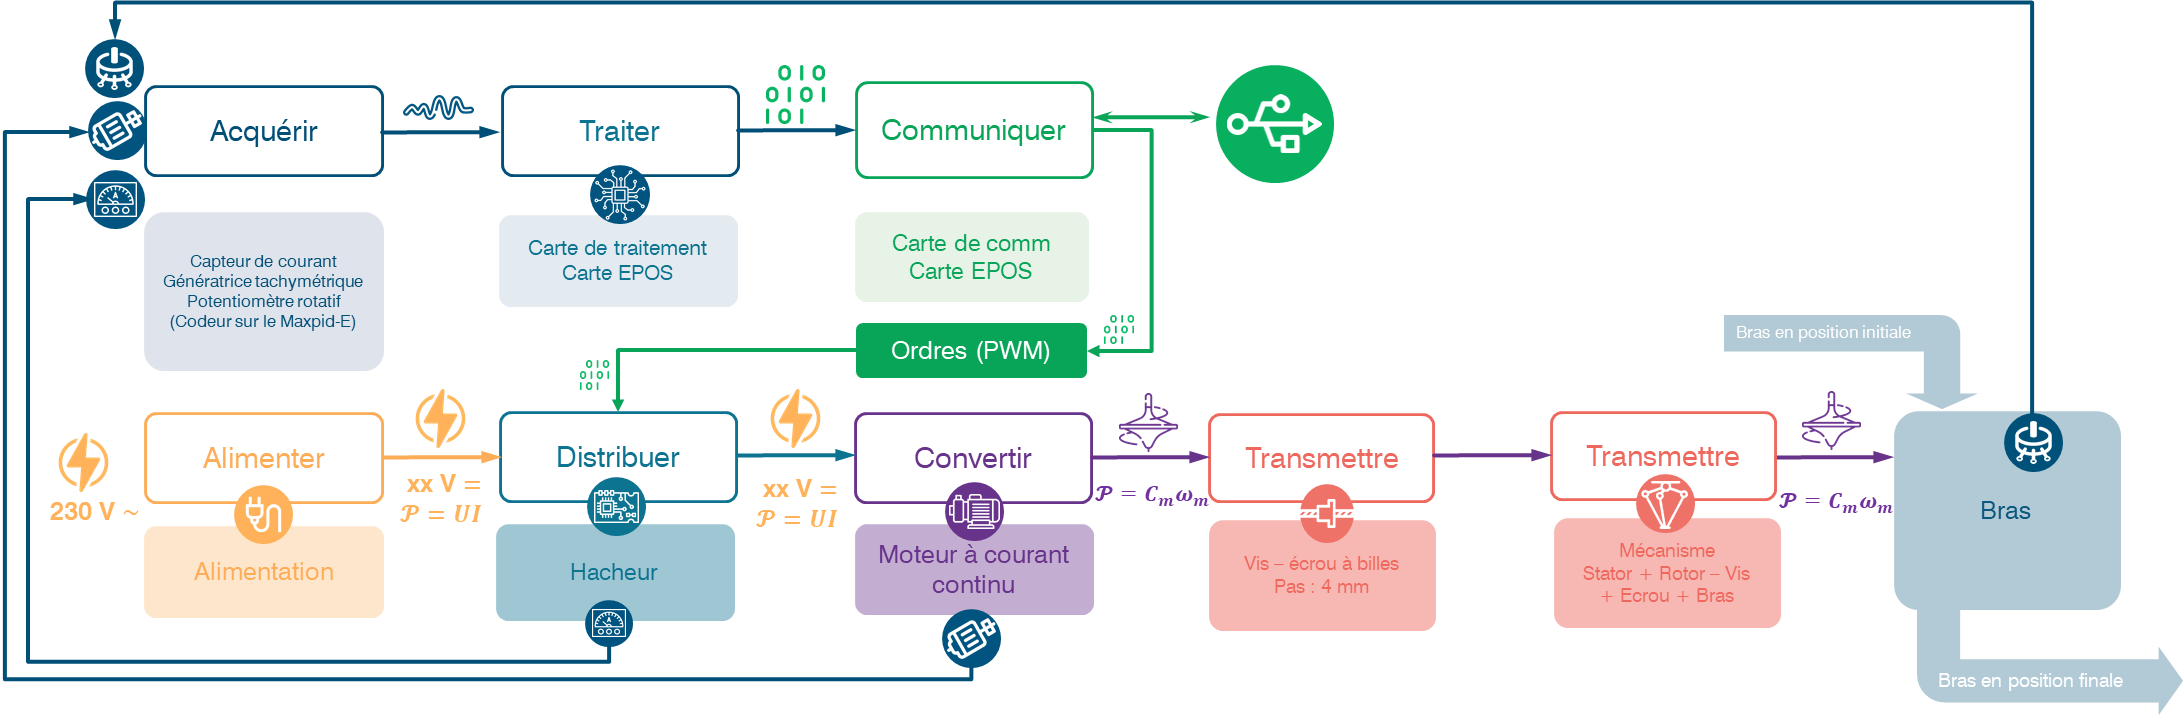 Acquérir
Traiter
Communiquer
Capteur de courant
Génératrice tachymétrique
Potentiomètre rotatif
(Codeur sur le Maxpid-E)
Carte de traitement
Carte EPOS
Carte de comm
Carte EPOS
Ordres (PWM)
Bras en position initiale
Alimenter
Distribuer
Convertir
Transmettre
Transmettre
230 V ~
xx V =
𝒫 = UI
xx V =
𝒫 = UI
𝒫 = Cₘωₘ
𝒫 = Cₘωₘ
Alimentation
Hacheur
Moteur à courant
continu
Vis – écrou à billes
Pas : 4 mm
Mécanisme
Stator + Rotor – Vis
+ Ecrou + Bras
Bras
Bras en position finale